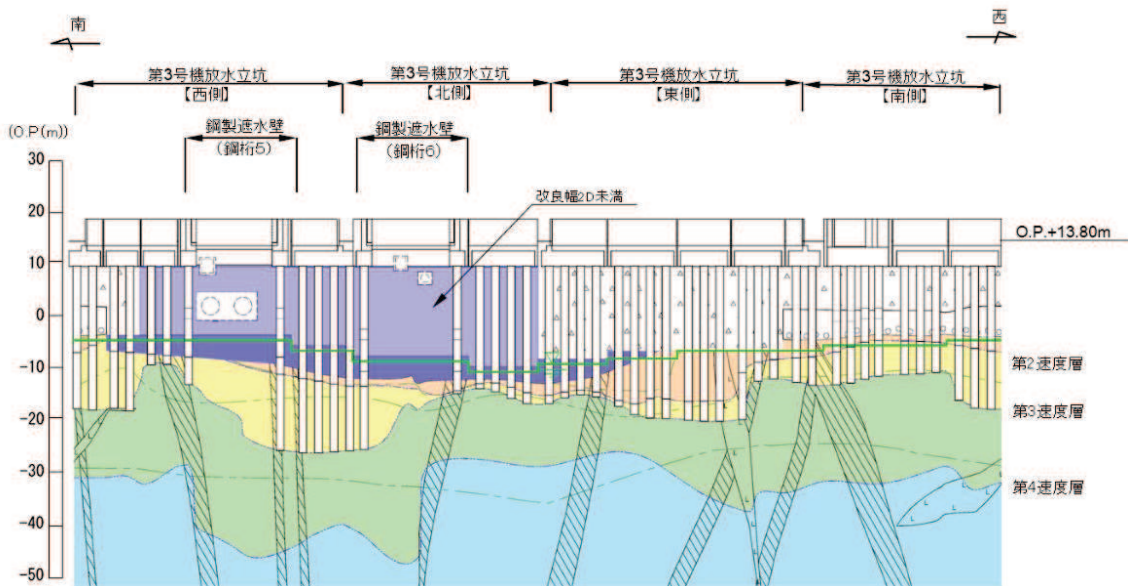 南
西
第3号機放水立坑
【西側】
第3号機放水立坑
【北側】
第3号機放水立坑
【東側】
第3号機放水立坑
【南側】
鋼製遮水壁
(鋼桁5)
鋼製遮水壁
(鋼桁6)
(O.P.(m))
改良幅2D未満
O.P.+13.80m
30
20
10
0
-10
-20
-30
-40
-50
第2速度層
第3速度層
第4速度層